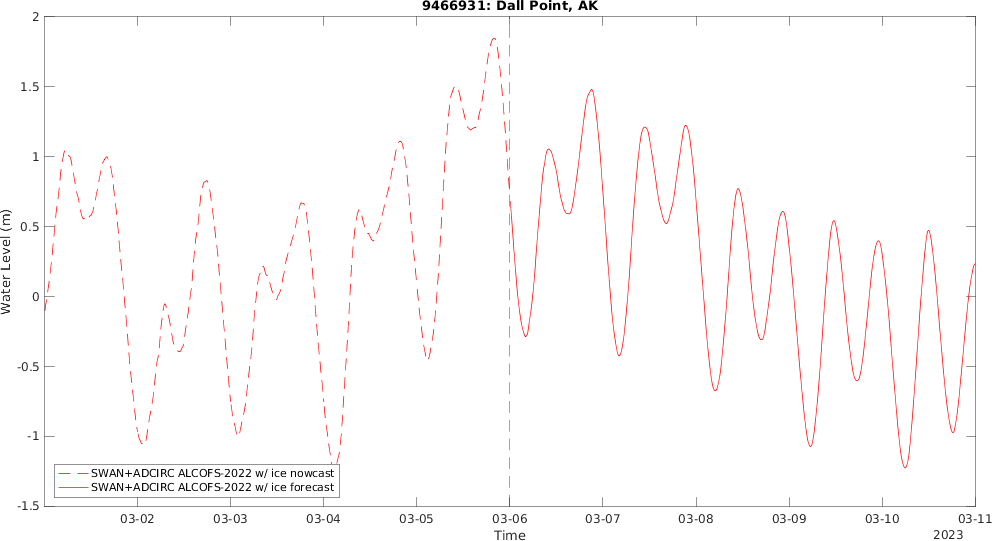 9466931: Dall Point, AK
2
1.5
1
0.5
0
-0.5
-1
-1.5
Water Level (m)
SWAN+ADCIRC ALCOFS-2022 w/ ice nowcast
SWAN+ADCIRC ALCOFS-2022 w/ ice forecast
03-02 03-03 03-04 03-05 03-06 03-07 03-08 03-09 03-10 03-11
Time
2023